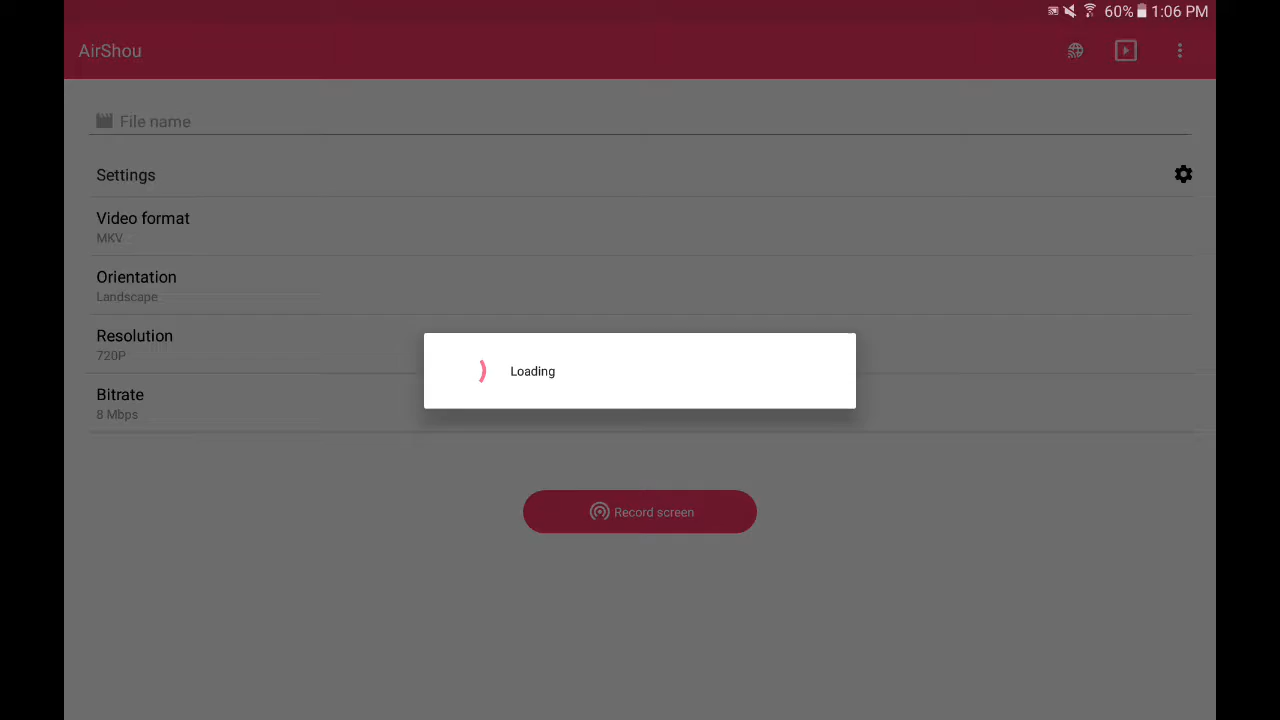 60% 1:06 PM
AirShou
File name
Settings
Video format
MKV
Orientation
Landscape
Resolution
720P
Loading
Bitrate
8 Mbps
Record screen